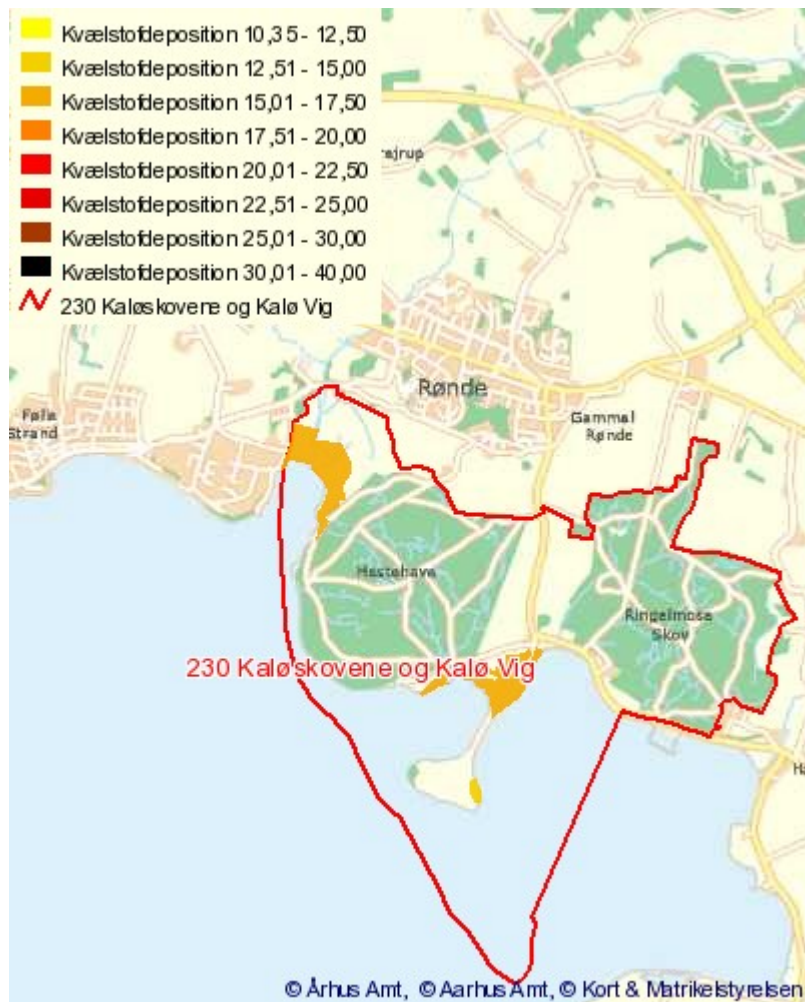 Kvælstofdeposition 10,35 - 12,50
Kvælstofdeposition 12,51 - 15,00
Kvælstofdeposition 15,01 - 17,50
Kvælstofdeposition 17,51 - 20,00
Kvælstofdeposition 20,01 - 22,50
Kvælstofdeposition 22,51 - 25,00
Kvælstofdeposition 25,01 - 30,00
Kvælstofdeposition 30,01 - 40,00
230 Kaløskovene og Kalø Vig
rajrup
Rønde
Følle
Strand
Gammal
Rønde
Hestehave
Ringelmose
Skov
230 Kaløskovene og Kalø Vig
© Århus Amt, © Aarhus Amt, © Kort & Matrikelstyrelsen